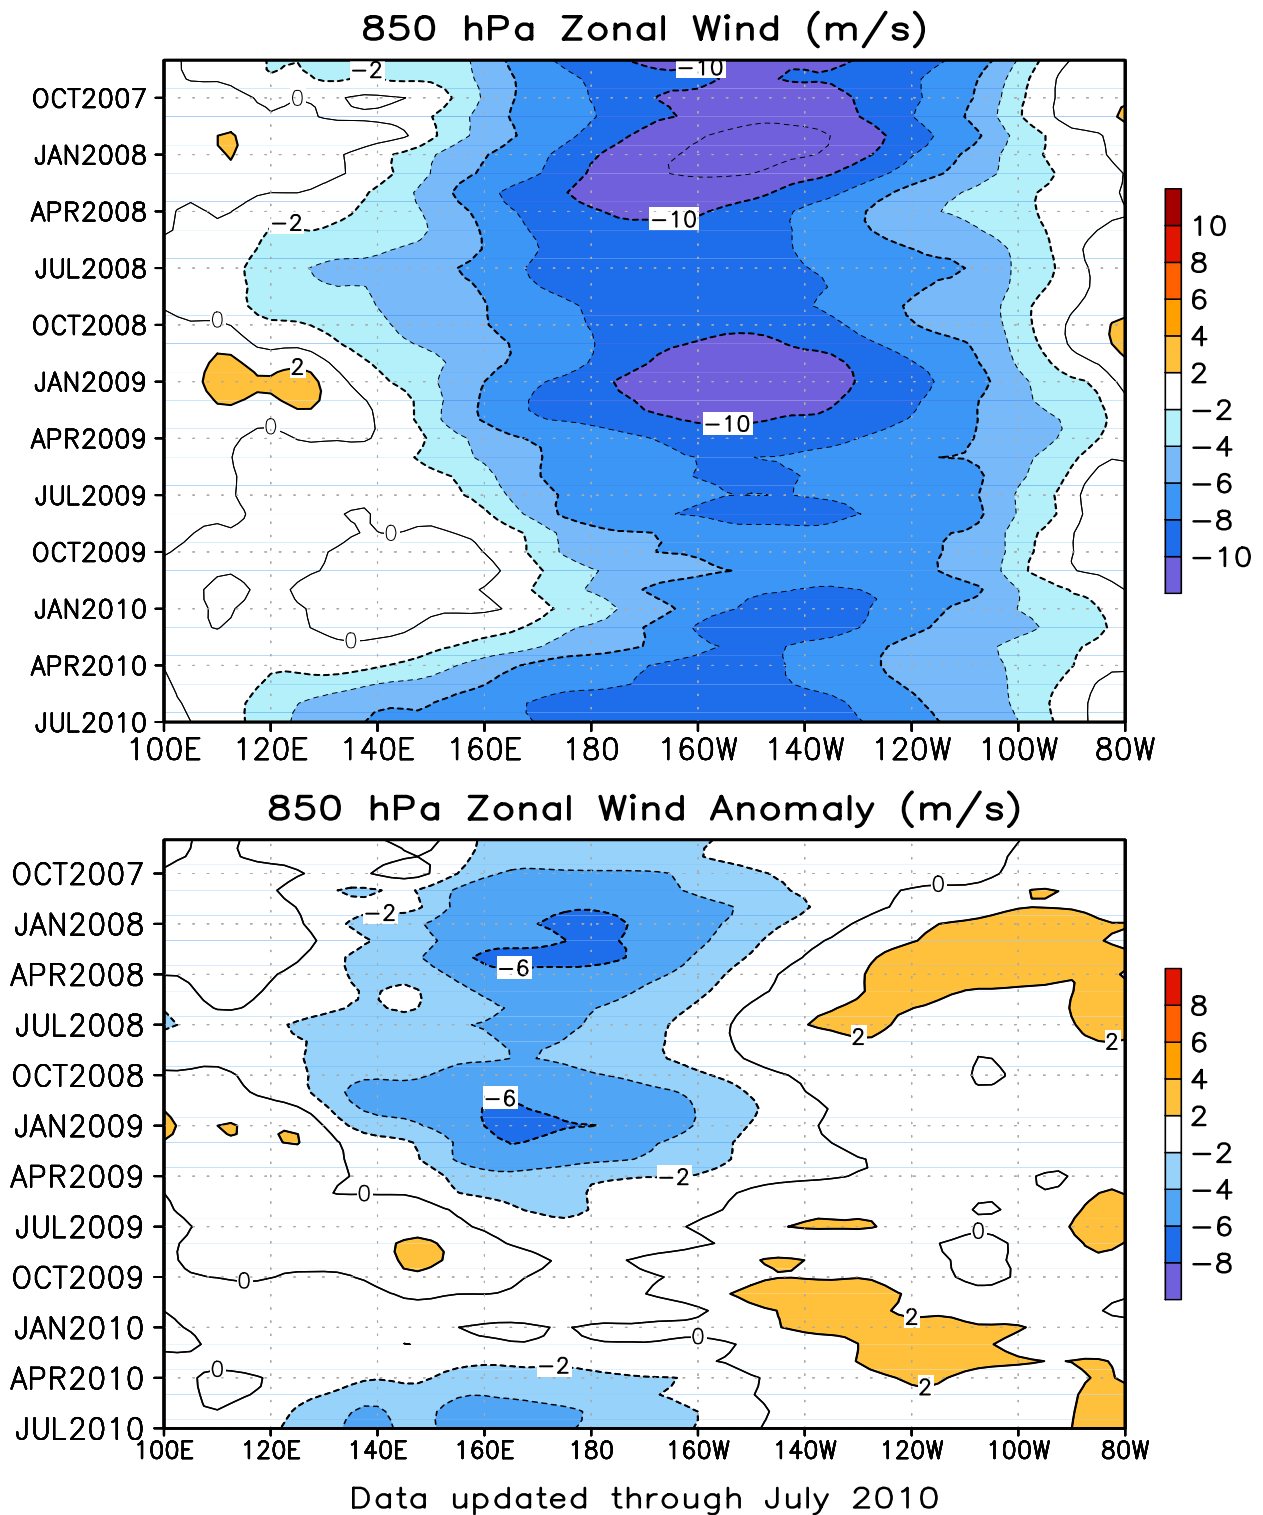 850 hPa Zonal Wind (m/s)
OCT2007
JAN2008
APR2008
JUL2008
OCT2008
JAN2009
APR2009
JUL2009
OCT2009
JAN2010
APR2010
JUL2010
100E 120E 140E 160E 180 160W 140W 120W 100W 80W
−2
−10
0
−2
−10
0
2
0
−10
0
0
10
8
6
4
2
−2
−4
−6
−8
−10
850 hPa Zonal Wind Anomaly (m/s)
OCT2007
JAN2008
APR2008
JUL2008
OCT2008
JAN2009
APR2009
JUL2009
OCT2009
JAN2010
APR2010
JUL2010
100E 120E 140E 160E 180 160W 140W 120W 100W 80W
0
−2
−6
2
2
−6
−2
0
0
0
2
0
−2
0
2
8
6
4
2
−2
−4
−6
−8
Data updated through July 2010